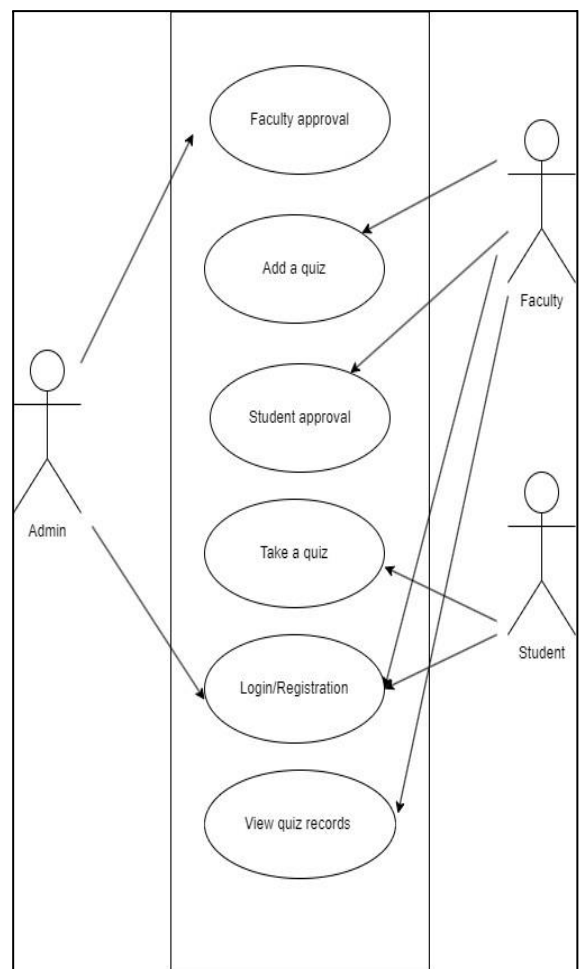 Faculty approval
Add a quiz
Faculty
Student approval
Admin
Take a quiz
Student
Login/Registration
View quiz records